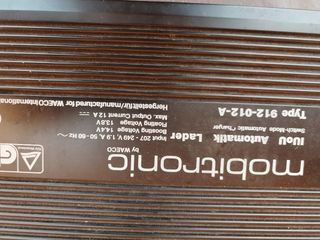 mobitronic
by WAECO
IUoU Automatik Lader
Switch-Mode Automatic Charger
Type 912-012-A
Input 207 - 249V, 1.9 A, 50 - 60 Hz
Boosting Voltage 14.4V
Floating Voltage 13.8V
Max. Output Current 12 A
Hergestellt für/manufactured for WAECO International